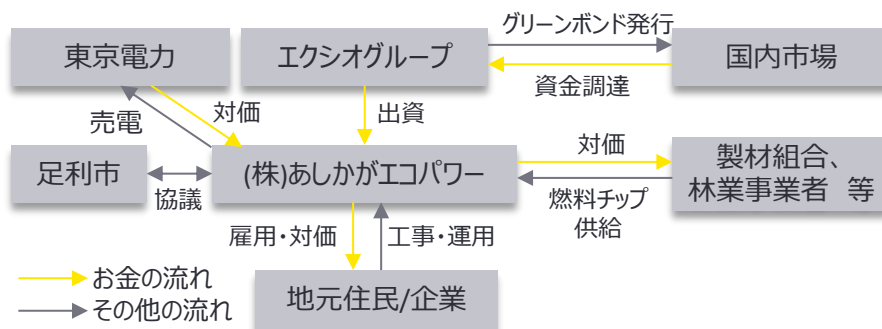 グリーンボンド発行
東京電力
エクシオグループ
国内市場
資金調達
対価
出資
売電
対価
足利市
(株)あしかがエコパワー
製材組合、
林業事業者 等
協議
燃料チップ
供給
雇用・対価
工事・運用
お金の流れ
地元住民/企業
その他の流れ